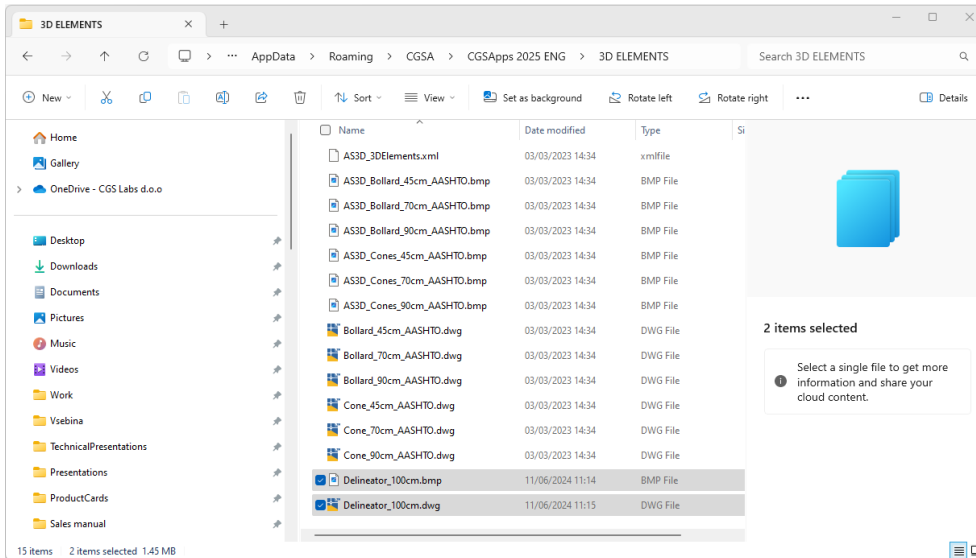 3D ELEMENTS
AppData Roaming CGSA CGSApps 2025 ENG 3D ELEMENTS Search 3D ELEMENTS
New Sort View Set as background Rotate left Rotate right Details
Home
Gallery
OneDrive - CGS Labs d.o.o
Desktop
Downloads
Documents
Pictures
Music
Videos
Work
Vsebina
TechnicalPresentations
Presentations
ProductCards
Sales manual
Name Date modified Type Si
AS3D_3DElements.xml 03/03/2023 14:34 xmlfile
AS3D_Bollard_45cm_AASHTO.bmp 03/03/2023 14:34 BMP File
AS3D_Bollard_70cm_AASHTO.bmp 03/03/2023 14:34 BMP File
AS3D_Bollard_90cm_AASHTO.bmp 03/03/2023 14:34 BMP File
AS3D_Cones_45cm_AASHTO.bmp 03/03/2023 14:34 BMP File
AS3D_Cones_70cm_AASHTO.bmp 03/03/2023 14:34 BMP File
AS3D_Cones_90cm_AASHTO.bmp 03/03/2023 14:34 BMP File
Bollard_45cm_AASHTO.dwg 03/03/2023 14:34 DWG File
Bollard_70cm_AASHTO.dwg 03/03/2023 14:34 DWG File
Bollard_90cm_AASHTO.dwg 03/03/2023 14:34 DWG File
Cone_45cm_AASHTO.dwg 03/03/2023 14:34 DWG File
Cone_70cm_AASHTO.dwg 03/03/2023 14:34 DWG File
Cone_90cm_AASHTO.dwg 03/03/2023 14:34 DWG File
Delineator_100cm.bmp 11/06/2024 11:14 BMP File
Delineator_100cm.dwg 11/06/2024 11:15 DWG File
2 items selected
Select a single file to get more
information and share your
cloud content.
15 items 2 items selected 1.45 MB